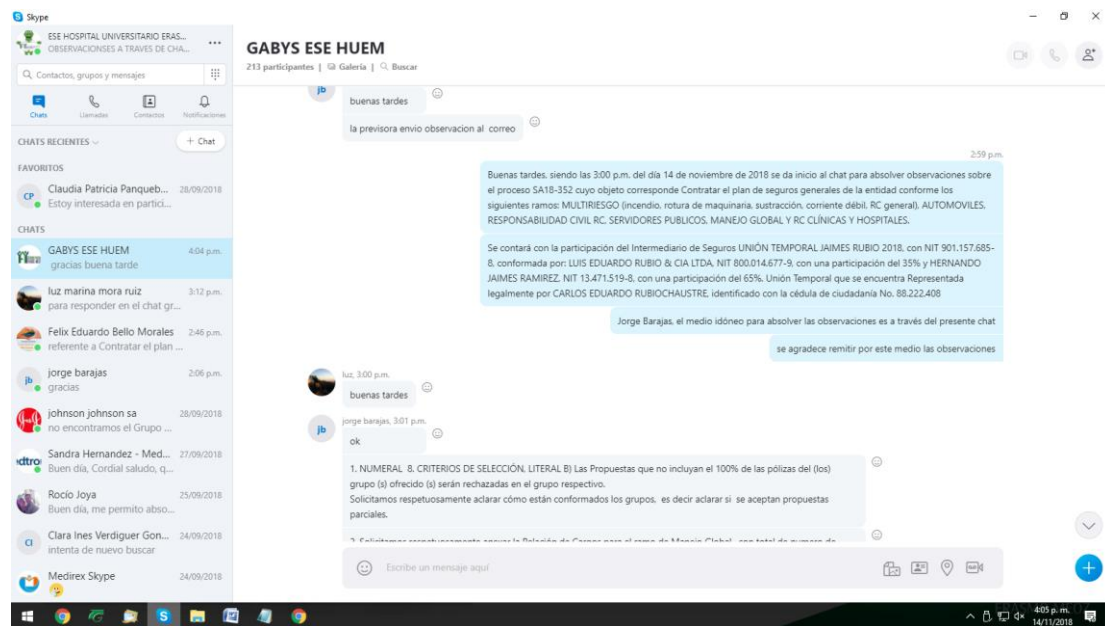 Skype
ESE HOSPITAL UNIVERSITARIO ERAS...
OBSERVACIONSES A TRAVES DE CHA...
Contactos, grupos y mensajes
Chats
Llamadas
Contactos
Notificaciones
CHATS RECIENTES
+ Chat
FAVORITOS
CP
Claudia Patricia Panqueb...
28/09/2018
Estoy interesada en partici...
CHATS
GABYS ESE HUEM
4:04 p.m.
gracias buena tarde
luz marina mora ruiz
3:12 p.m.
para responder en el chat gr...
Felix Eduardo Bello Morales
2:46 p.m.
referente a Contratar el plan ...
jb
jorge barajas
2:06 p.m.
gracias
johnson johnson sa
28/09/2018
no encontramos el Grupo ...
Sandra Hernandez - Med...
27/09/2018
Buen día, Cordial saludo, q...
Rocío Joya
25/09/2018
Buen día, me permito abso...
CI
Clara Ines Verdiguer Gon...
24/09/2018
intenta de nuevo buscar
Medirex Skype
24/09/2018
GABYS ESE HUEM
213 participantes | Galería | Buscar
jb
buenas tardes
la previsora envio observacion al correo
2:59 p.m.
Buenas tardes, siendo las 3:00 p.m. del día 14 de noviembre de 2018 se da inicio al chat para absolver observaciones sobre
el proceso SA18-352 cuyo objeto corresponde Contratar el plan de seguros generales de la entidad conforme los
siguientes ramos: MULTIRIESGO (incendio, rotura de maquinaria, sustracción, corriente débil, RC general), AUTOMOVILES,
RESPONSABILIDAD CIVIL RC, SERVIDORES PUBLICOS, MANEJO GLOBAL Y RC CLÍNICAS Y HOSPITALES.
Se contará con la participación del Intermediario de Seguros UNIÓN TEMPORAL JAIMES RUBIO 2018, con NIT 901.157.685-
8, conformada por: LUIS EDUARDO RUBIO & CIA LTDA, NIT 800.014.677-9, con una participación del 35% y HERNANDO
JAIMES RAMIREZ, NIT 13.471.519-8, con una participación del 65%. Unión Temporal que se encuentra Representada
legalmente por CARLOS EDUARDO RUBIOCHAUSTRE, identificado con la cédula de ciudadanía No. 88.222.408
Jorge Barajas, el medio idóneo para absolver las observaciones es a través del presente chat
se agradece remitir por este medio las observaciones
luz, 3:00 p.m.
buenas tardes
jb
jorge barajas, 3:01 p.m.
ok
1. NUMERAL 8. CRITERIOS DE SELECCIÓN, LITERAL B) Las Propuestas que no incluyan el 100% de las pólizas del (los)
grupo (s) ofrecido (s) serán rechazadas en el grupo respectivo.
Solicitamos respetuosamente aclarar cómo están conformados los grupos, es decir aclarar si se aceptan propuestas
parciales.
Escribe un mensaje aquí
4:05 p. m.
14/11/2018